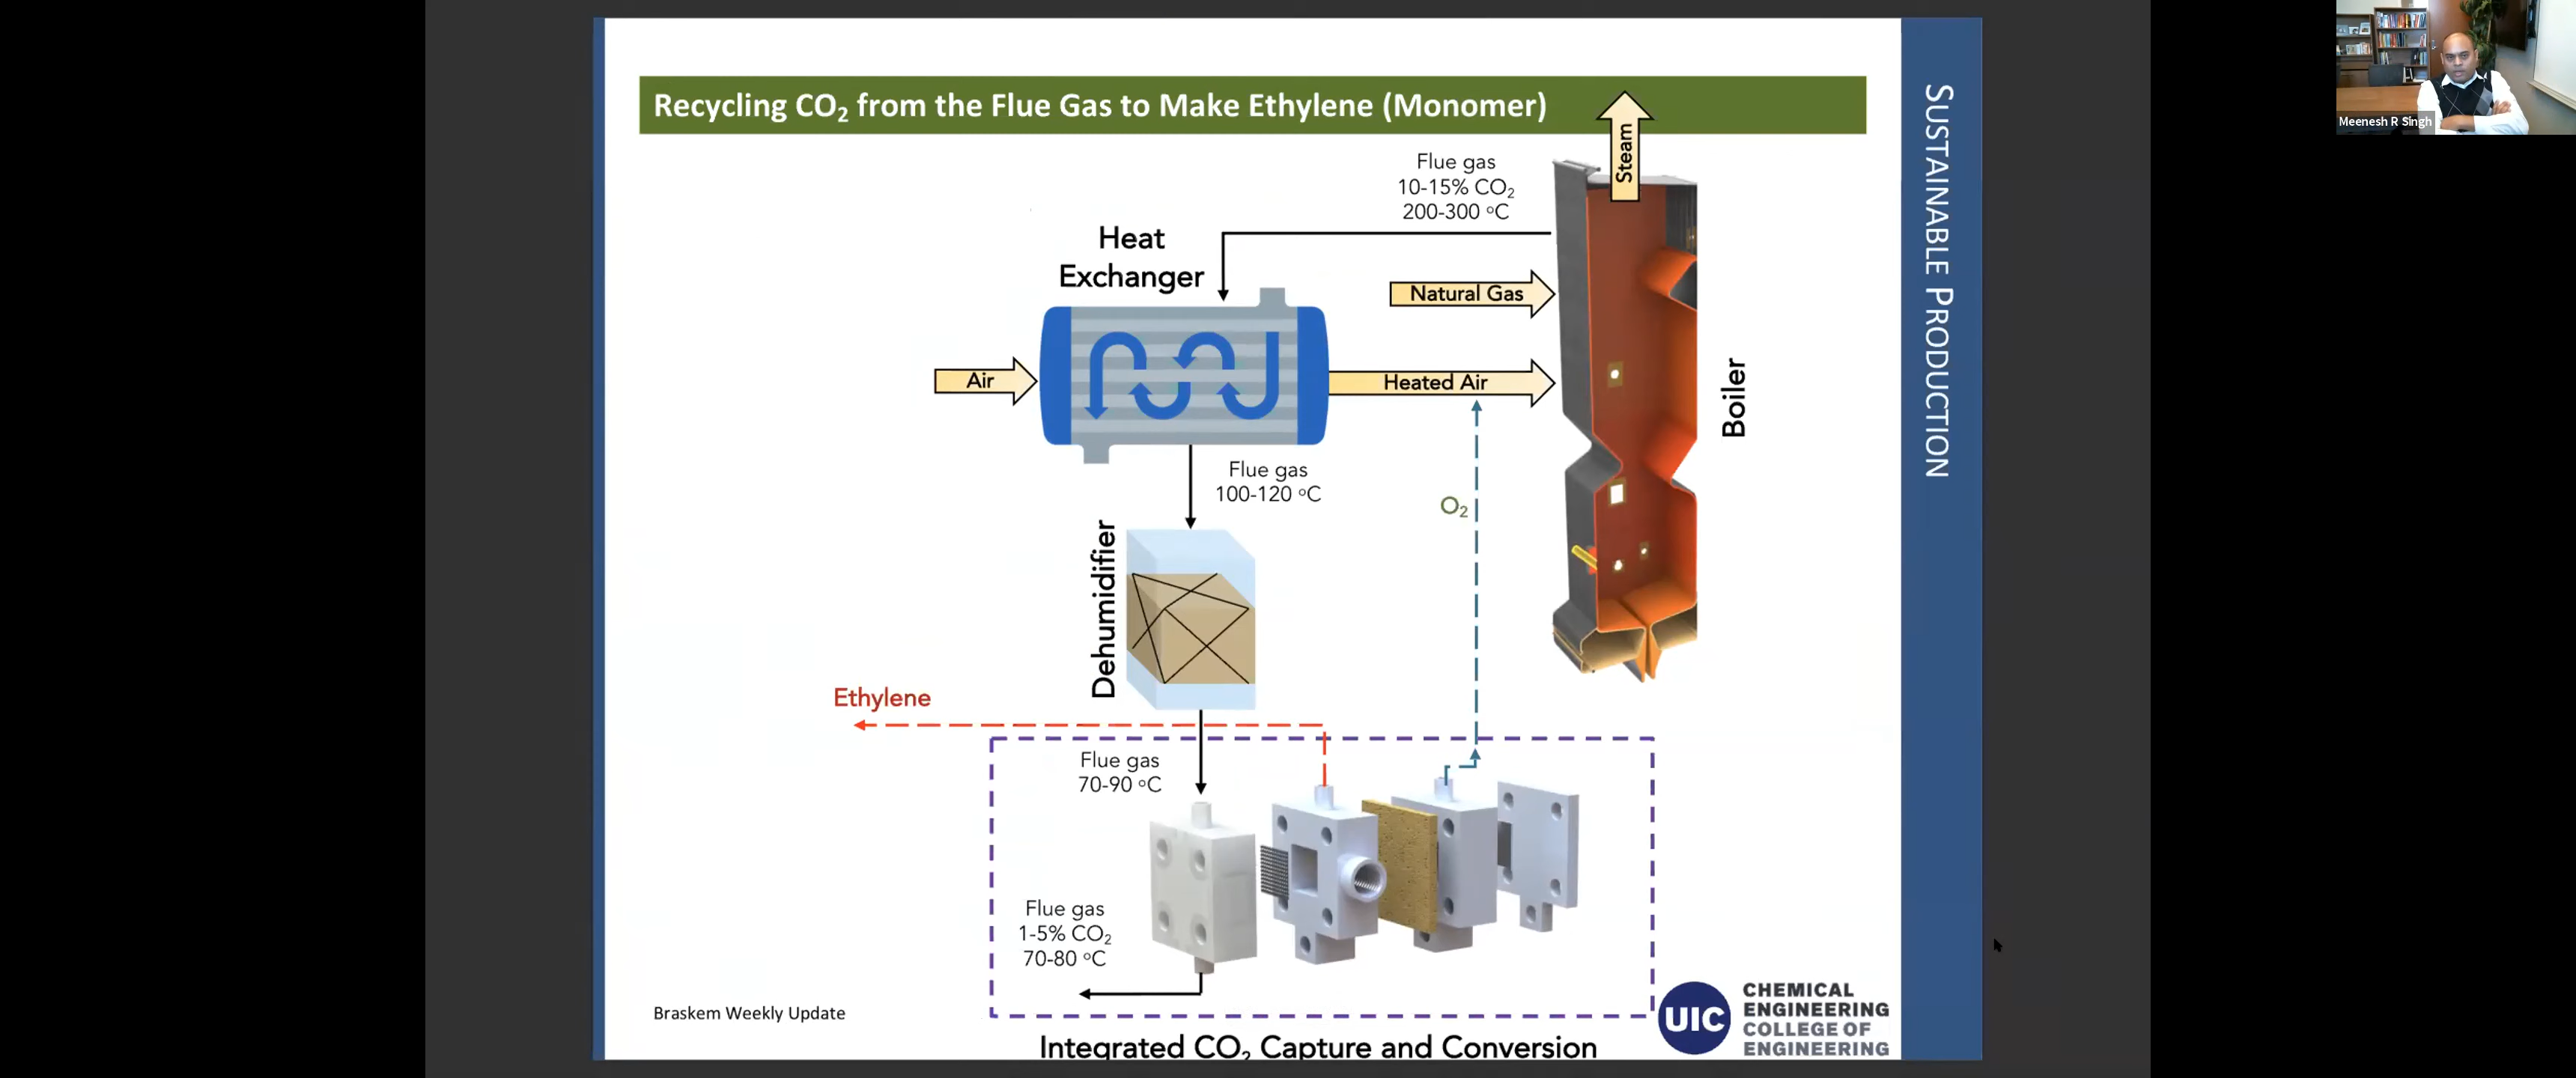 Recycling CO₂ from the Flue Gas to Make Ethylene (Monomer)
Steam
Flue gas
10-15% CO₂
200-300 °C
Heat
Exchanger
Natural Gas
Air
Heated Air
Boiler
Flue gas
100-120 °C
O₂
Dehumidifier
Ethylene
Flue gas
70-90 °C
Flue gas
1-5% CO₂
70-80 °C
Braskem Weekly Update
Integrated CO₂ Capture and Conversion
UIC
CHEMICAL
ENGINEERING
COLLEGE OF
ENGINEERING
SUSTAINABLE PRODUCTION
Meenesh R Singh